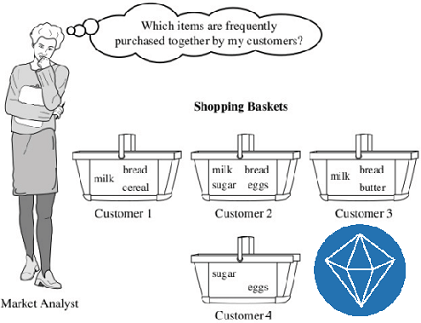 Which items are frequently
purchased together by my customers?
Shopping Baskets
milk bread
cereal
milk bread
sugar eggs
milk bread
butter
Customer 1 Customer 2 Customer 3
sugar
eggs
Market Analyst
Customer 4